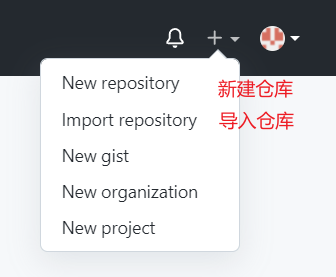 New repository 新建仓库
Import repository 导入仓库
New gist
New organization
New project